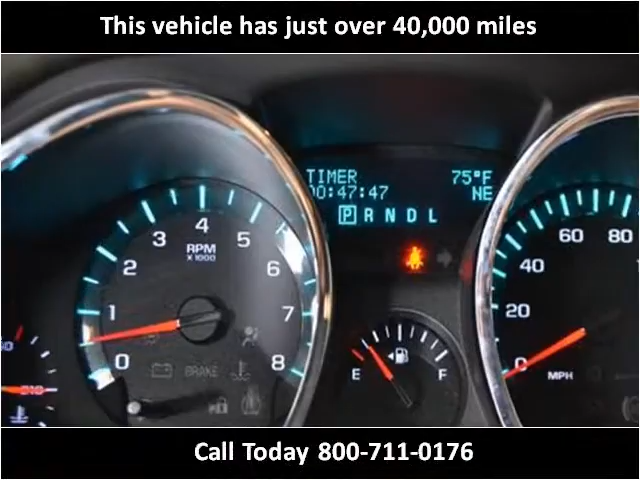 This vehicle has just over 40,000 miles
TIMER 75°F
00:47:47 NE
P R N D L
0 1 2 3 4 5 6 7 8
RPM
X1000
BRAKE
210
E F
0 20 40 60 80
MPH
Call Today 800-711-0176